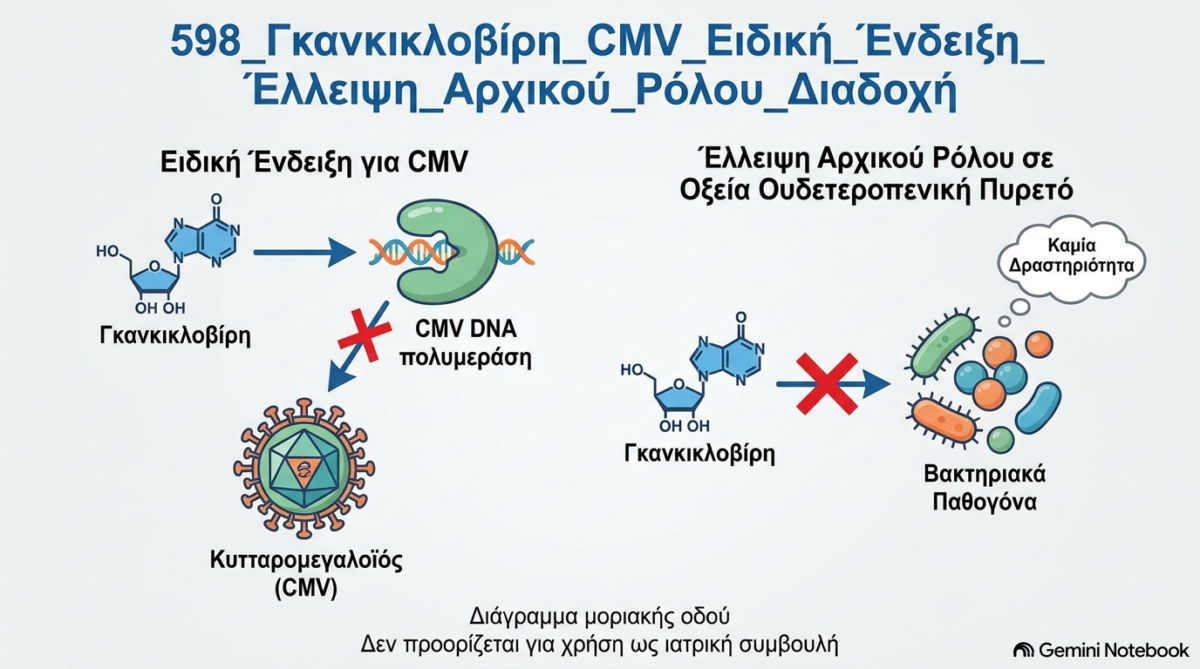 598_Γκανκικλοβίρη_CMV_Ειδική_Ένδειξη_
Έλλειψη_Αρχικού_Ρόλου_Διαδοχή
Ειδική Ένδειξη για CMV
O
N
N
N
N
HO
O
OH OH
Γκανκικλοβίρη
CMV DNA
πολυμεράση
Κυτταρομεγαλοϊός
(CMV)
Έλλειψη Αρχικού Ρόλου σε
Οξεία Ουδετεροπενική Πυρετό
Καμία
Δραστηριότητα
O
N
N
N
N
HO
O
OH OH
Γκανκικλοβίρη
Βακτηριακά
Παθογόνα
Διάγραμμα μοριακής οδού
Δεν προορίζεται για χρήση ως ιατρική συμβουλή
Gemini Notebook